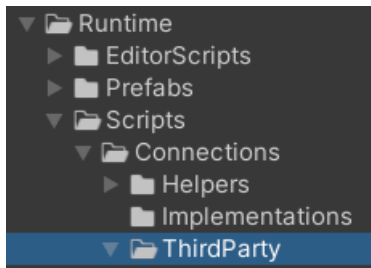 Runtime
EditorScripts
Prefabs
Scripts
Connections
Helpers
Implementations
ThirdParty